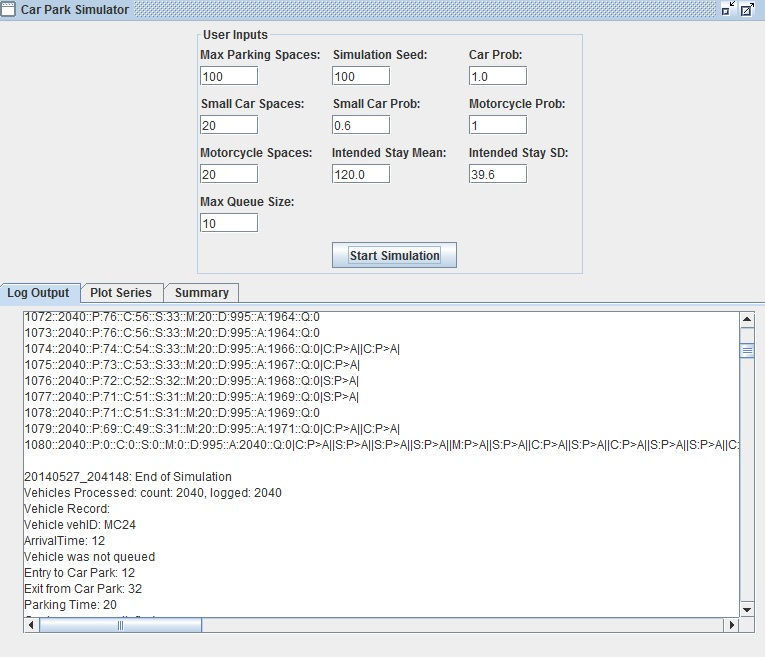 Car Park Simulator
User Inputs
Max Parking Spaces: Simulation Seed: Car Prob:
100 100 1.0
Small Car Spaces: Small Car Prob: Motorcycle Prob:
20 0.6 1
Motorcycle Spaces: Intended Stay Mean: Intended Stay SD:
20 120.0 39.6
Max Queue Size:
10
Start Simulation
Log Output Plot Series Summary
1072::2040::P:76::C:56::S:33::M:20::D:995::A:1964::Q:0
1073::2040::P:76::C:56::S:33::M:20::D:995::A:1964::Q:0
1074::2040::P:74::C:54::S:33::M:20::D:995::A:1966::Q:0|C:P>A||C:P>A|
1075::2040::P:73::C:53::S:33::M:20::D:995::A:1967::Q:0|C:P>A|
1076::2040::P:72::C:52::S:32::M:20::D:995::A:1968::Q:0|S:P>A|
1077::2040::P:71::C:51::S:31::M:20::D:995::A:1969::Q:0|S:P>A|
1078::2040::P:71::C:51::S:31::M:20::D:995::A:1969::Q:0
1079::2040::P:69::C:49::S:31::M:20::D:995::A:1971::Q:0|C:P>A||C:P>A|
1080::2040::P:0::C:0::S:0::M:0::D:995::A:2040::Q:0|C:P>A||S:P>A||S:P>A||S:P>A||M:P>A||S:P>A||C:P>A||S:P>A||C:P>A||S:P>A||S:P>A||C:
20140527_204148: End of Simulation
Vehicles Processed: count: 2040, logged: 2040
Vehicle Record:
Vehicle vehID: MC24
ArrivalTime: 12
Vehicle was not queued
Entry to Car Park: 12
Exit from Car Park: 32
Parking Time: 20